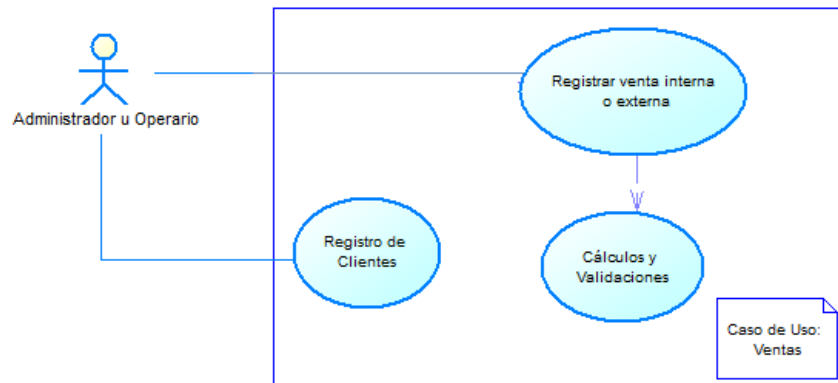 Registrar venta interna
o externa
Administrador u Operario
Registro de
Clientes
Cálculos y
Validaciones
Caso de Uso:
Ventas